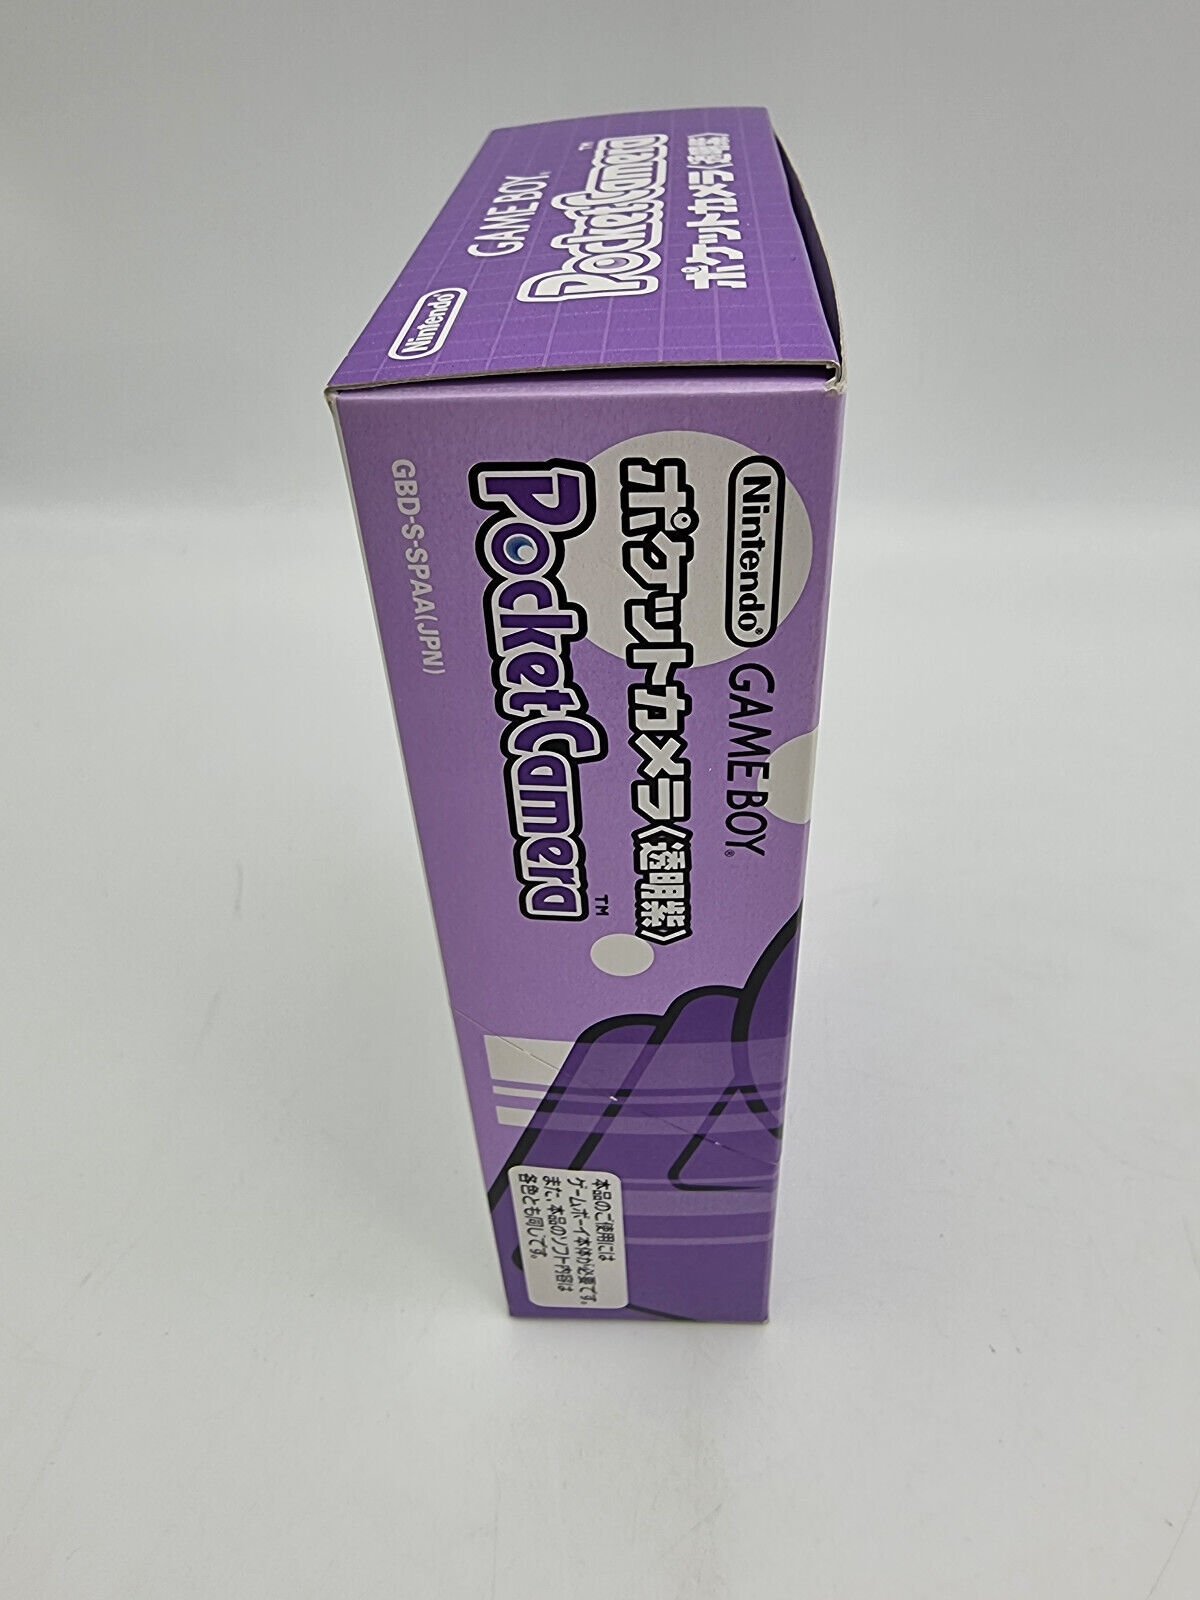 Nintendo®
GAME BOY®
PocketCamera™
ポケットカメラ〈透明紫〉
Nintendo® GAME BOY®
ポケットカメラ〈透明紫〉
PocketCamera™
GBD-S-SPAA(JPN)
本品のご使用には
ゲームボーイ本体が必要です。
また、本品のソフト内容は
各色とも同じです。